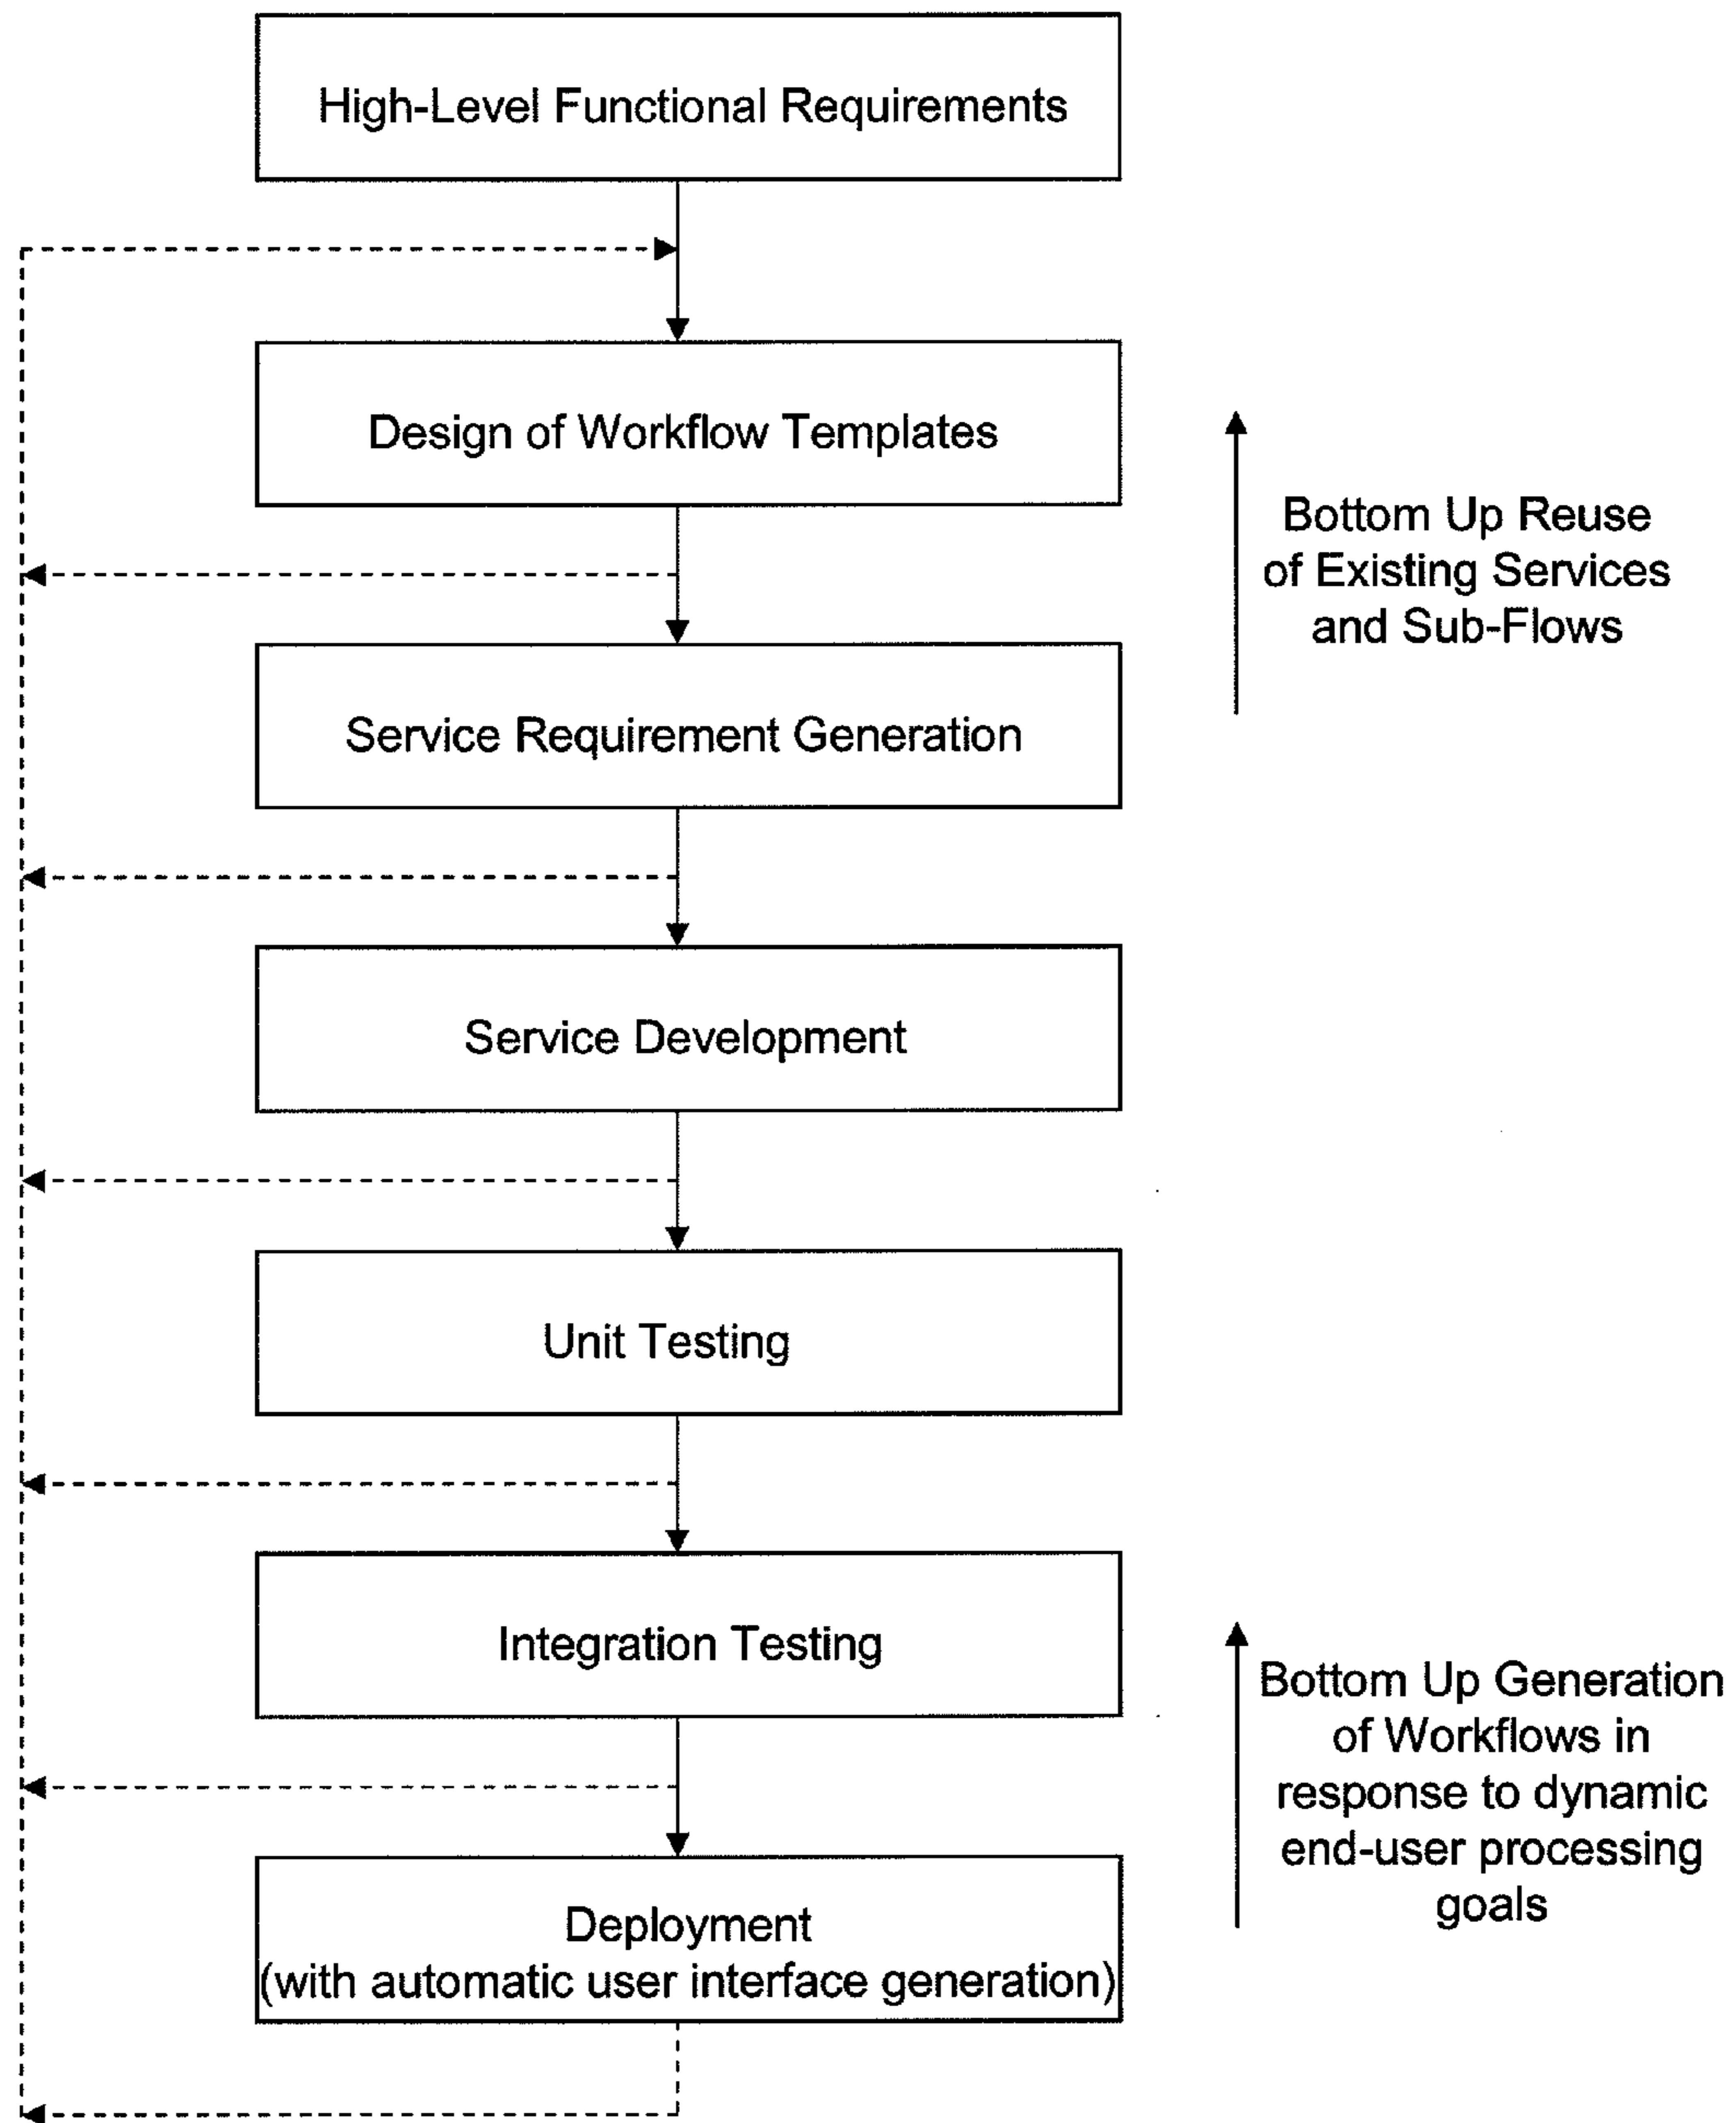 High-Level Functional Requirements
Design of Workflow Templates
Bottom Up Reuse
of Existing Services
and Sub-Flows
Service Requirement Generation
Service Development
Unit Testing
Integration Testing
Bottom Up Generation
of Workflows in
response to dynamic
end-user processing
goals
Deployment
(with automatic user interface generation)